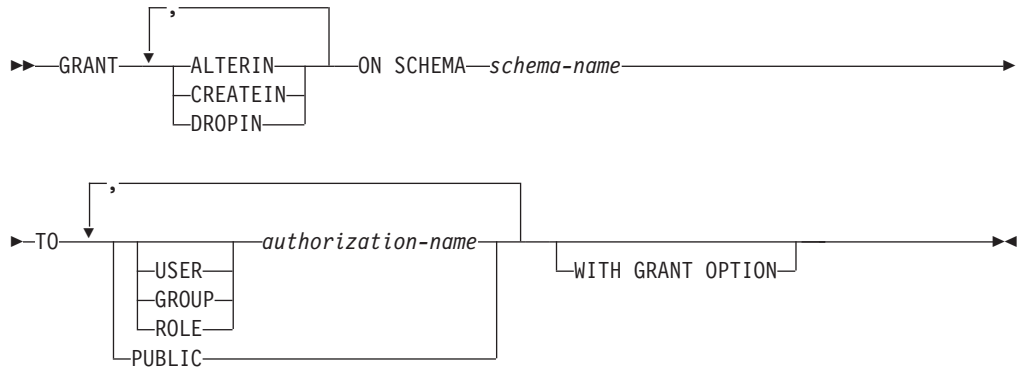 ,
GRANT ALTERIN ON SCHEMA schema-name
CREATEIN
DROPIN
,
TO authorization-name
USER WITH GRANT OPTION
GROUP
ROLE
PUBLIC